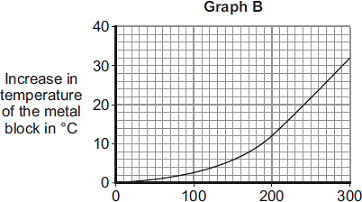 Graph B
40
30
Increase in
temperature
of the metal
block in °C
20
10
0
0 100 200 300